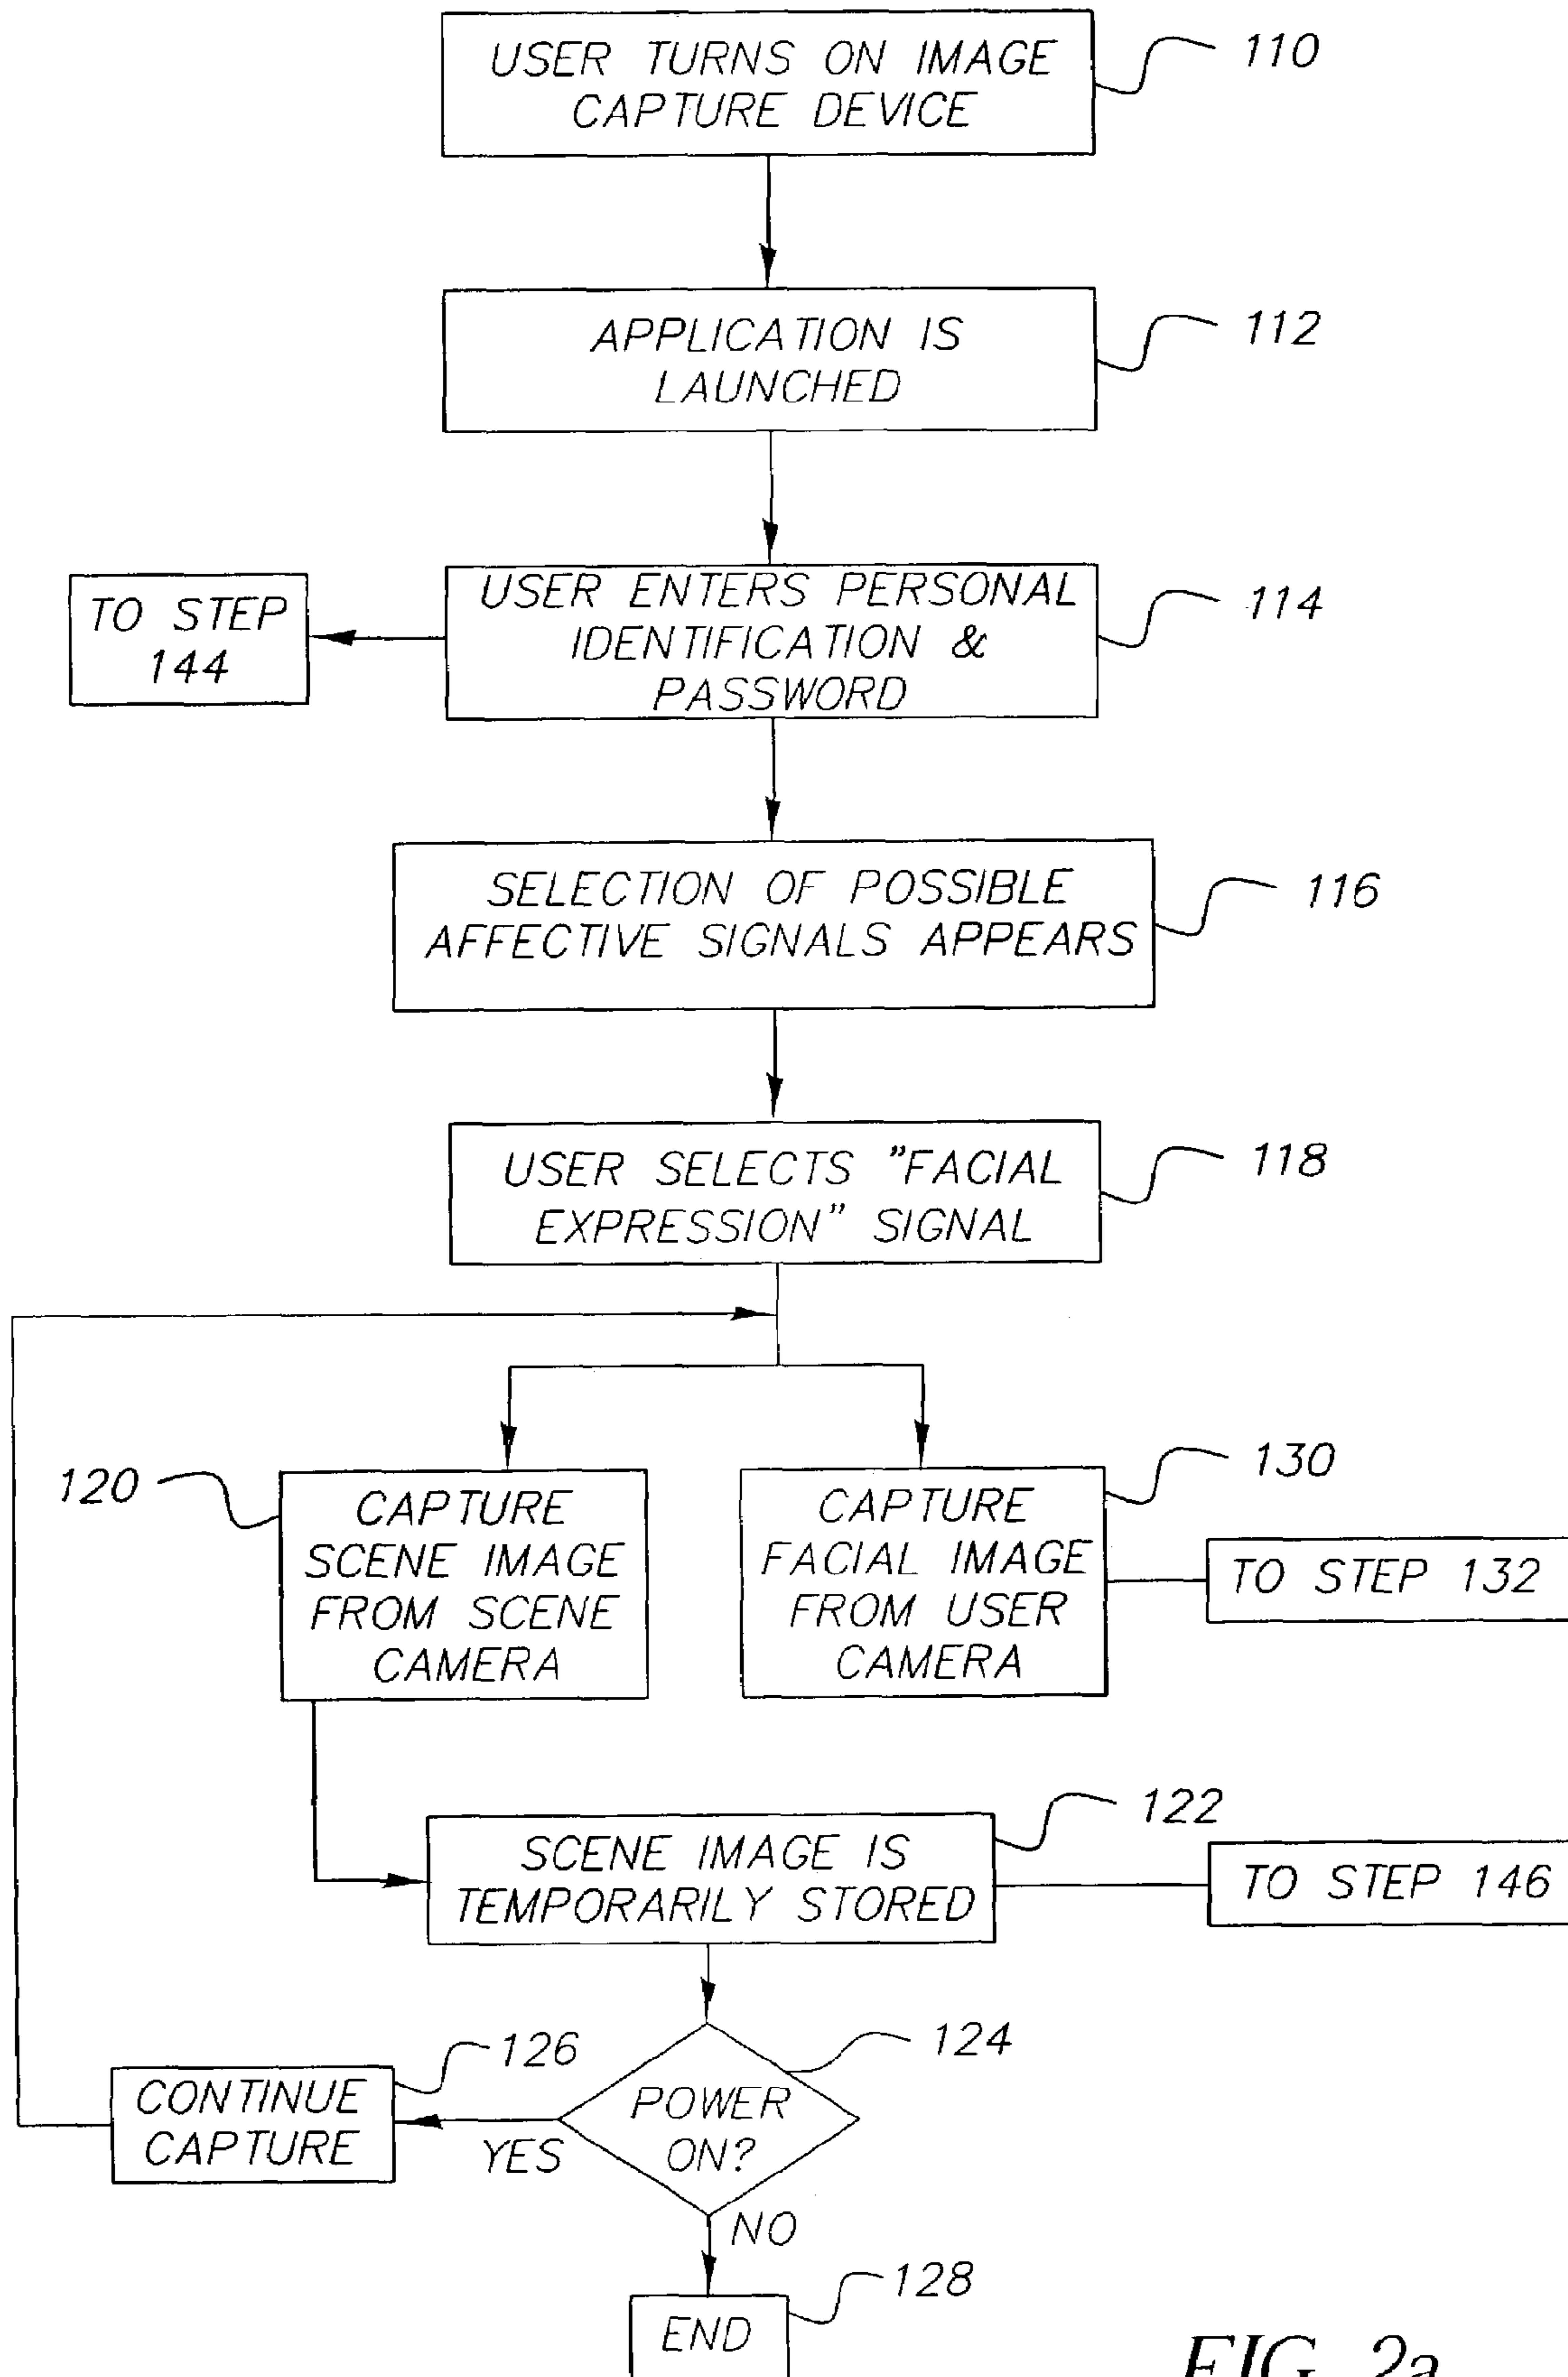 USER TURNS ON IMAGE
CAPTURE DEVICE
110
APPLICATION IS
LAUNCHED
112
TO STEP
144
USER ENTERS PERSONAL
IDENTIFICATION &
PASSWORD
114
SELECTION OF POSSIBLE
AFFECTIVE SIGNALS APPEARS
116
USER SELECTS "FACIAL
EXPRESSION" SIGNAL
118
120
CAPTURE
SCENE IMAGE
FROM SCENE
CAMERA
CAPTURE
FACIAL IMAGE
FROM USER
CAMERA
130
TO STEP 132
SCENE IMAGE IS
TEMPORARILY STORED
122
TO STEP 146
POWER
ON?
124
YES
CONTINUE
CAPTURE
126
NO
END
128
FIG. 2a